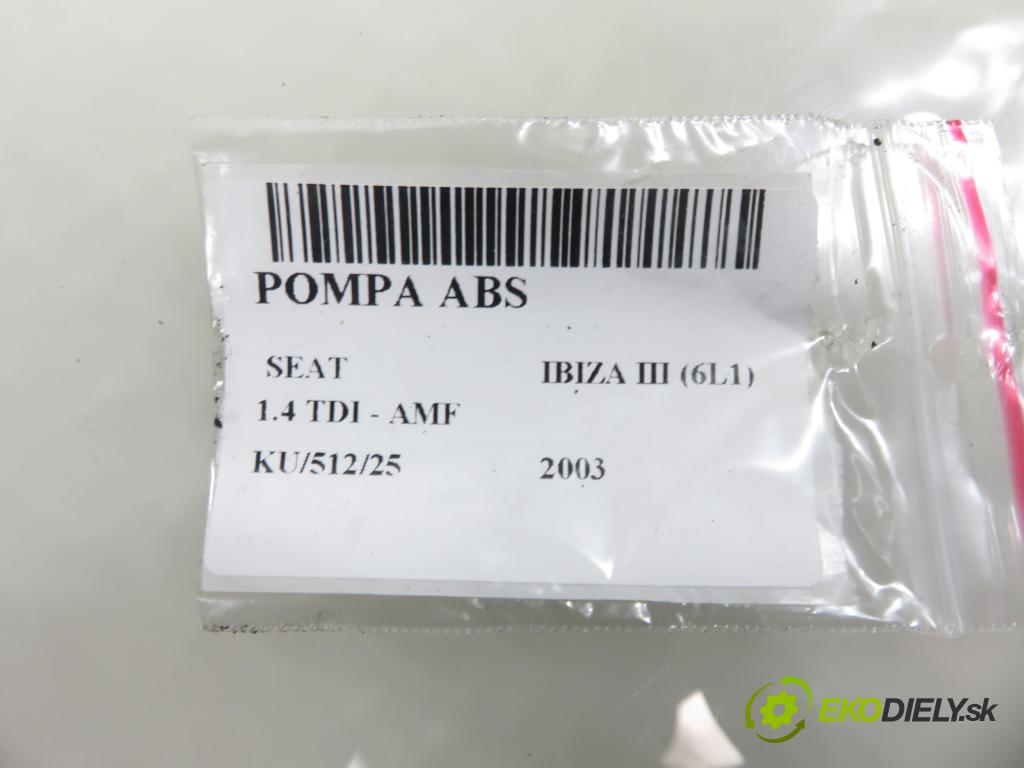 POMPA ABS
SEAT IBIZA III (6L1)
1.4 TDI - AMF
KU/512/25 2003
EKODIELY.sk